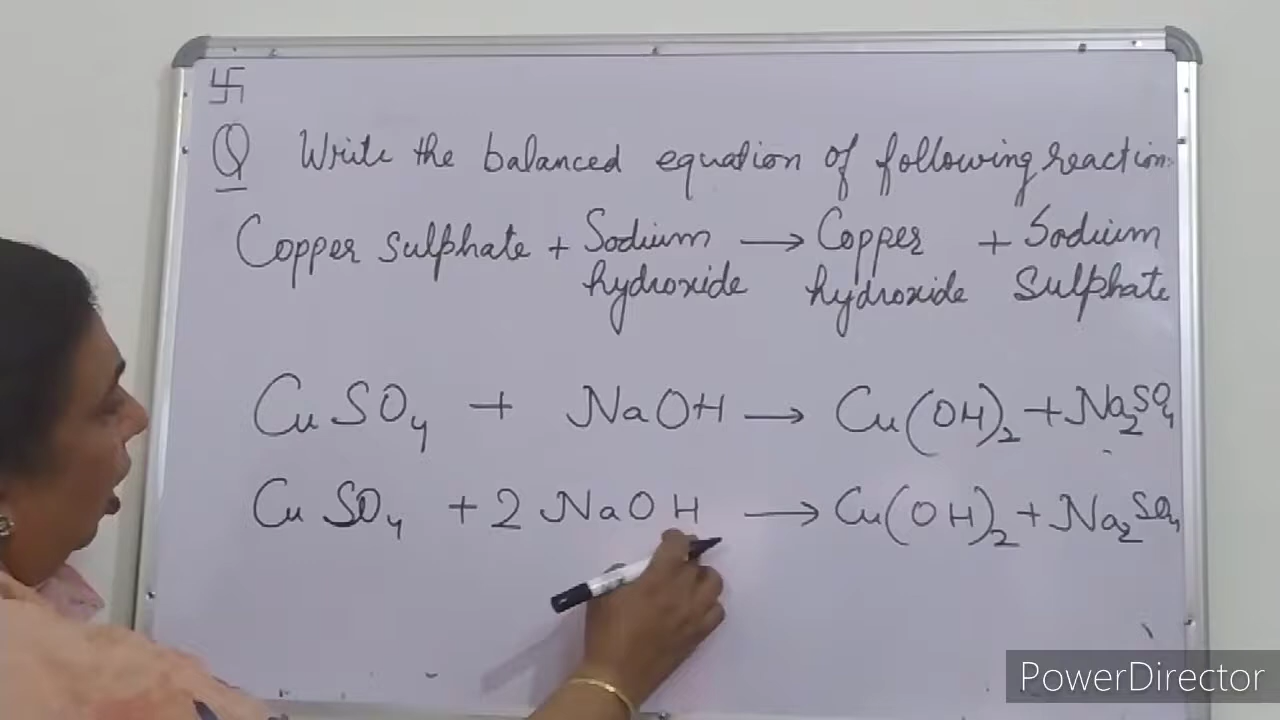 卐
Q Write the balanced equation of following reaction:
Copper sulphate + Sodium hydroxide → Copper hydroxide + Sodium Sulphate
CuSO₄ + NaOH → Cu(OH)₂ + Na₂SO₄
CuSO₄ + 2 NaOH → Cu(OH)₂ + Na₂SO₄
PowerDirector